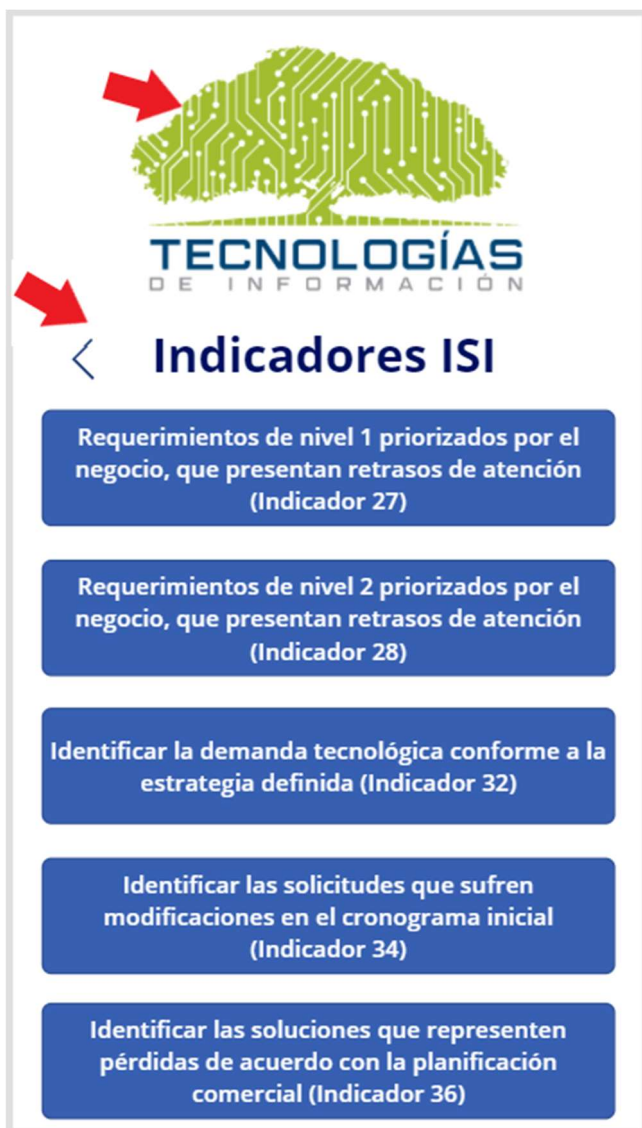 TECNOLOGÍAS
DE INFORMACIÓN
Indicadores ISI
Requerimientos de nivel 1 priorizados por el
negocio, que presentan retrasos de atención
(Indicador 27)
Requerimientos de nivel 2 priorizados por el
negocio, que presentan retrasos de atención
(Indicador 28)
Identificar la demanda tecnológica conforme a la
estrategia definida (Indicador 32)
Identificar las solicitudes que sufren
modificaciones en el cronograma inicial
(Indicador 34)
Identificar las soluciones que representen
pérdidas de acuerdo con la planificación
comercial (Indicador 36)